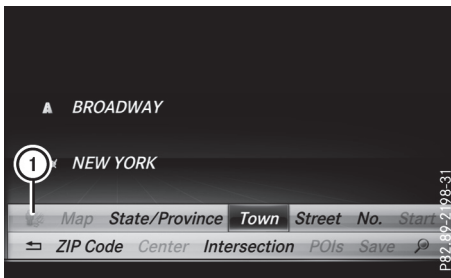 A BROADWAY
NEW YORK
1
Map State/Province Town Street No. Start
ZIP Code Center Intersection POIs Save
P82.89-2198-31